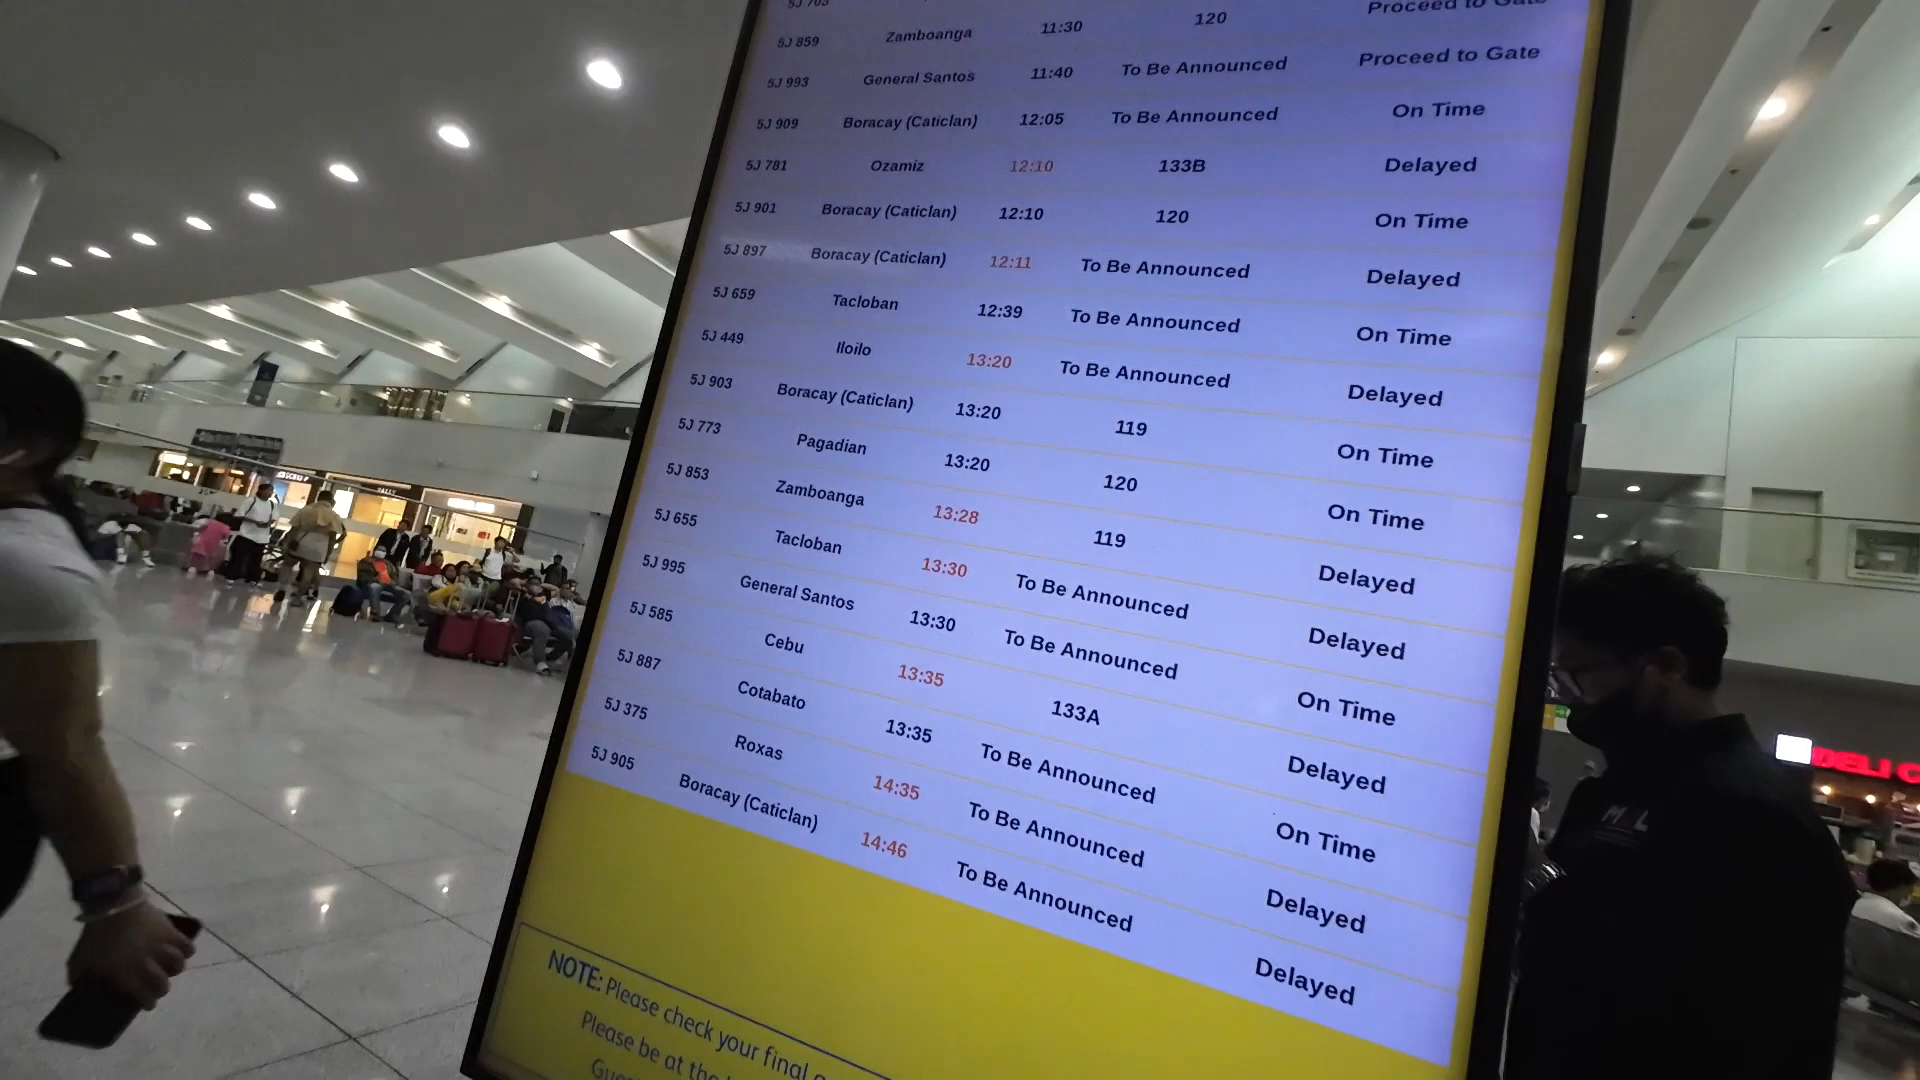 5J 859 Zamboanga 11:30 120 Proceed to Gate
5J 993 General Santos 11:40 To Be Announced Proceed to Gate
5J 909 Boracay (Caticlan) 12:05 To Be Announced On Time
5J 781 Ozamiz 12:10 133B Delayed
5J 901 Boracay (Caticlan) 12:10 120 On Time
5J 897 Boracay (Caticlan) 12:11 To Be Announced Delayed
5J 659 Tacloban 12:39 To Be Announced On Time
5J 449 Iloilo 13:20 To Be Announced Delayed
5J 903 Boracay (Caticlan) 13:20 119 On Time
5J 773 Pagadian 13:20 120 On Time
5J 853 Zamboanga 13:28 119 Delayed
5J 655 Tacloban 13:30 To Be Announced Delayed
5J 995 General Santos 13:30 To Be Announced On Time
5J 585 Cebu 13:35 133A Delayed
5J 887 Cotabato 13:35 To Be Announced On Time
5J 375 Roxas 14:35 To Be Announced Delayed
5J 905 Boracay (Caticlan) 14:46 To Be Announced Delayed
NOTE: Please check your final
Please be at the
DELI